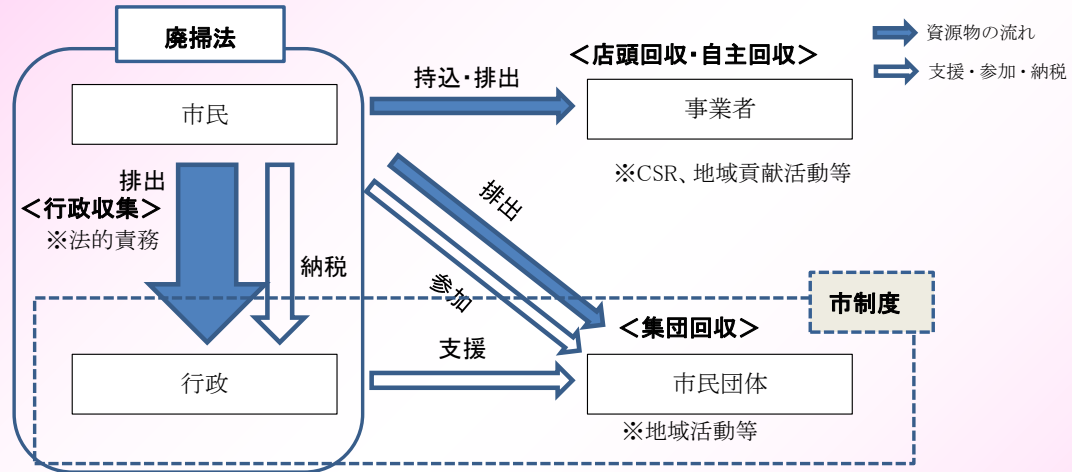 廃掃法
資源物の流れ
支援・参加・納税
＜店頭回収・自主回収＞
持込・排出
市民
事業者
※CSR、地域貢献活動等
排出
＜行政収集＞
※法的責務
納税
排出
参加
市制度
＜集団回収＞
支援
行政
市民団体
※地域活動等